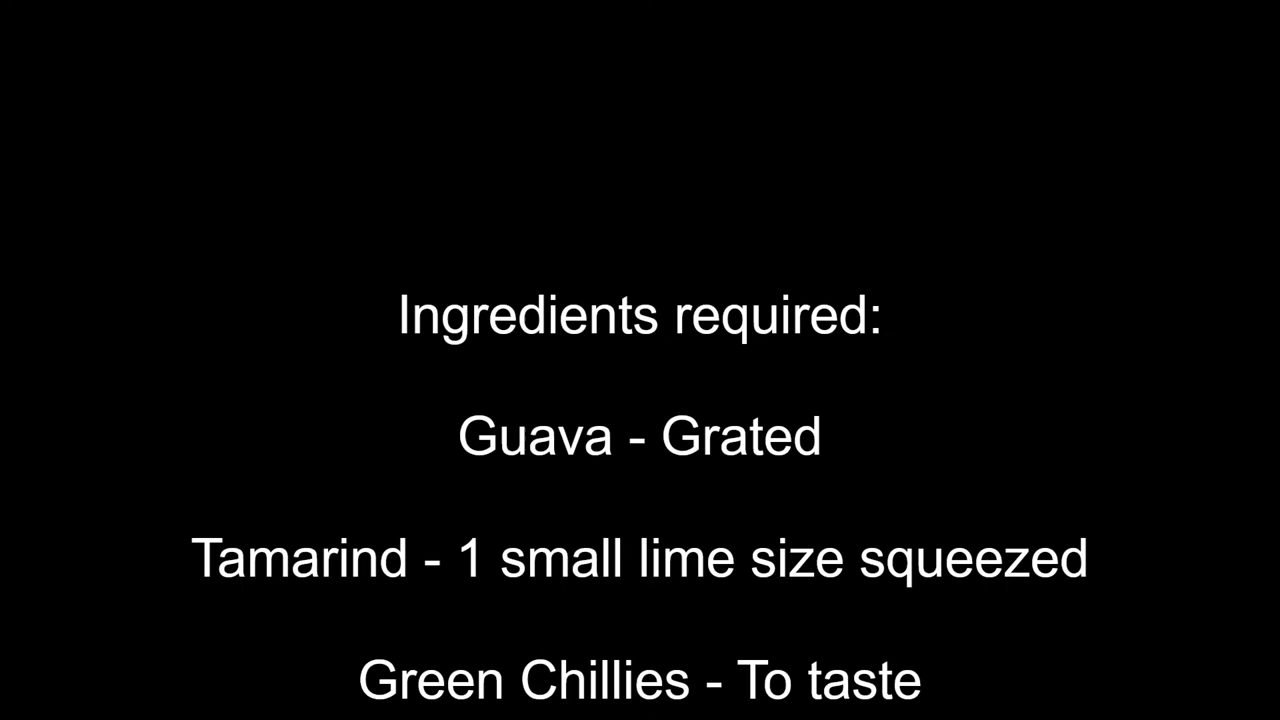 Ingredients required:
Guava - Grated
Tamarind - 1 small lime size squeezed
Green Chillies - To taste